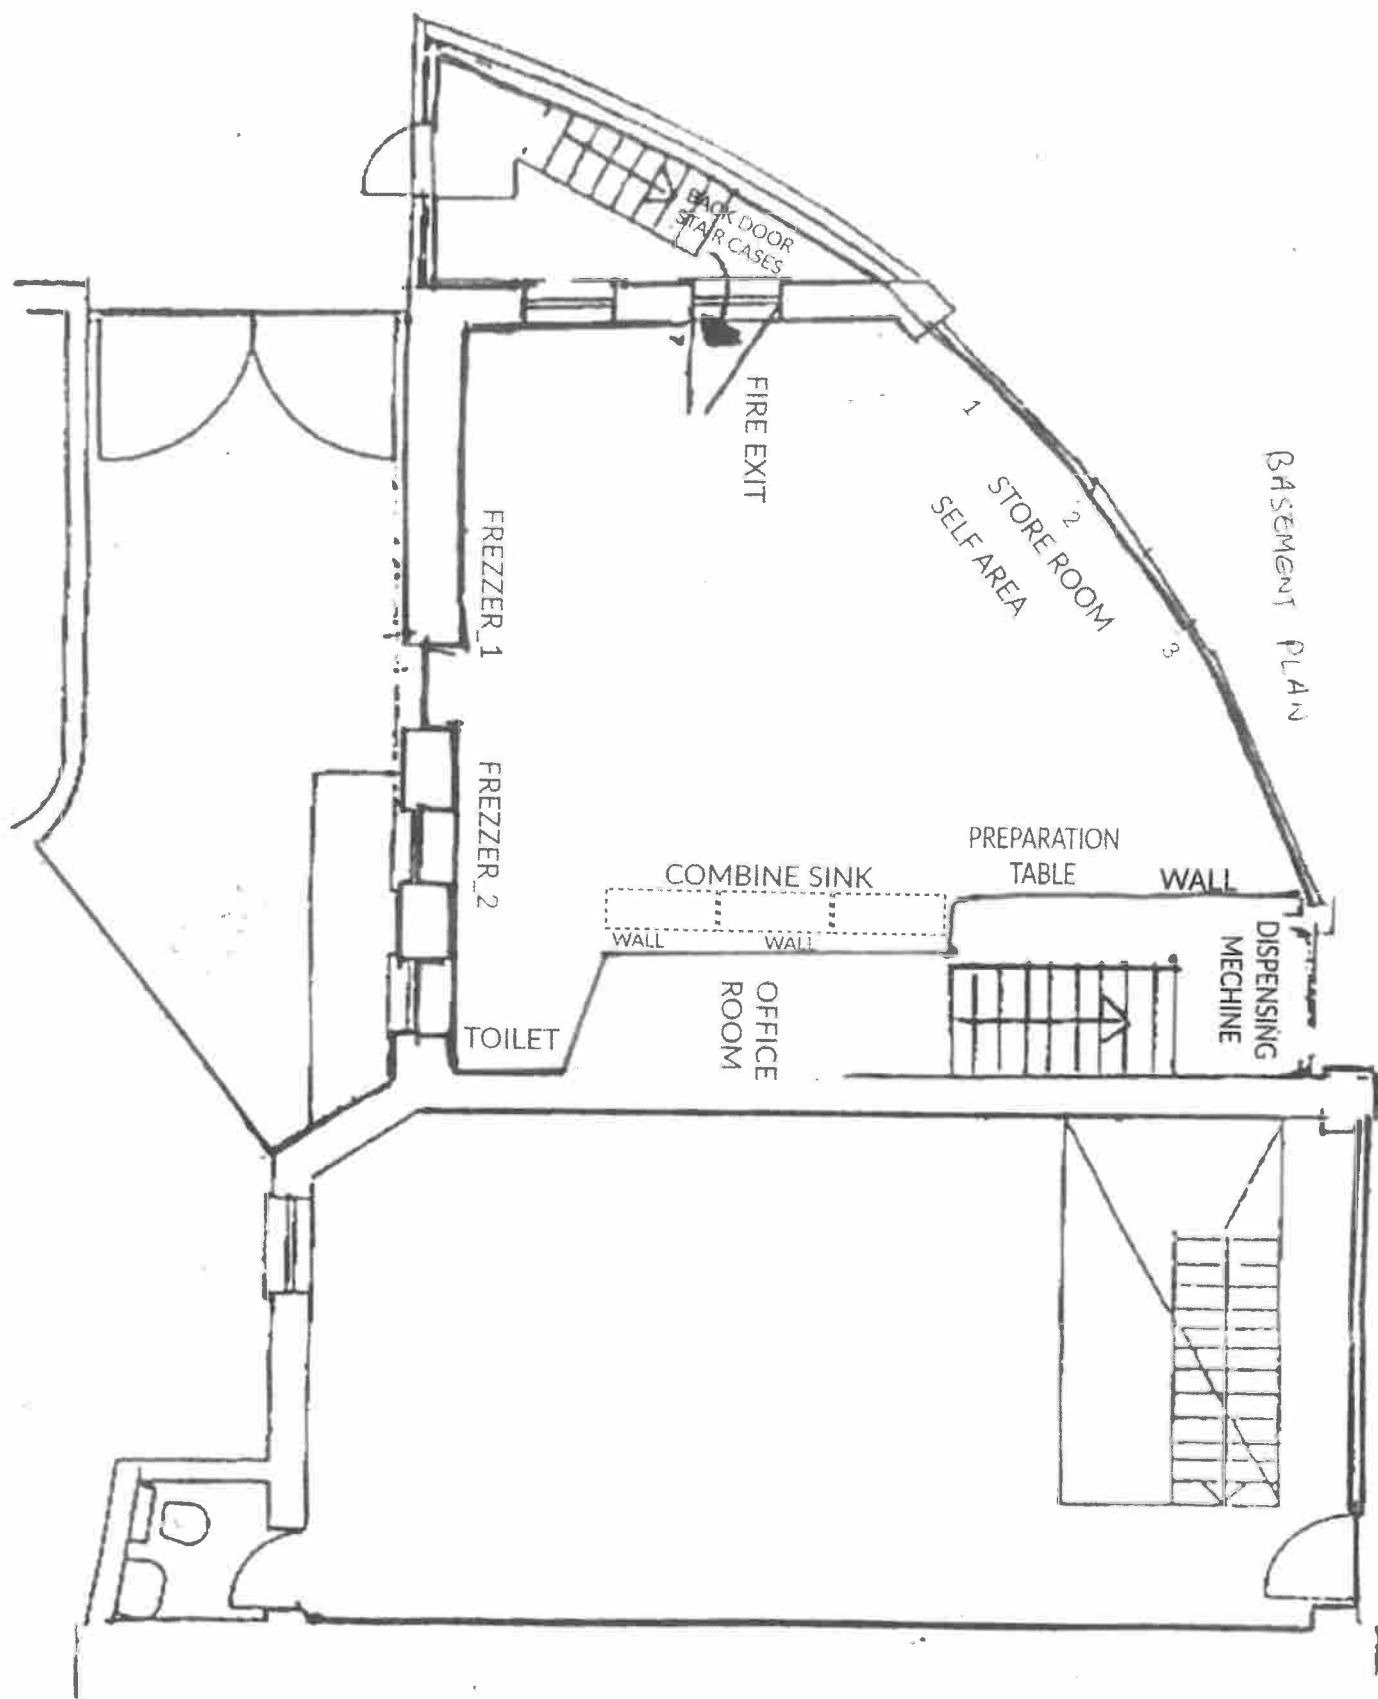 BACK DOOR
STAIR CASES
FIRE EXIT
1
2
3
STORE ROOM
SELF AREA
BASEMENT PLAN
FREZZER_1
FREZZER_2
COMBINE SINK
PREPARATION
TABLE
WALL
WALL
WALL
DISPENSING
MECHINE
OFFICE
ROOM
TOILET